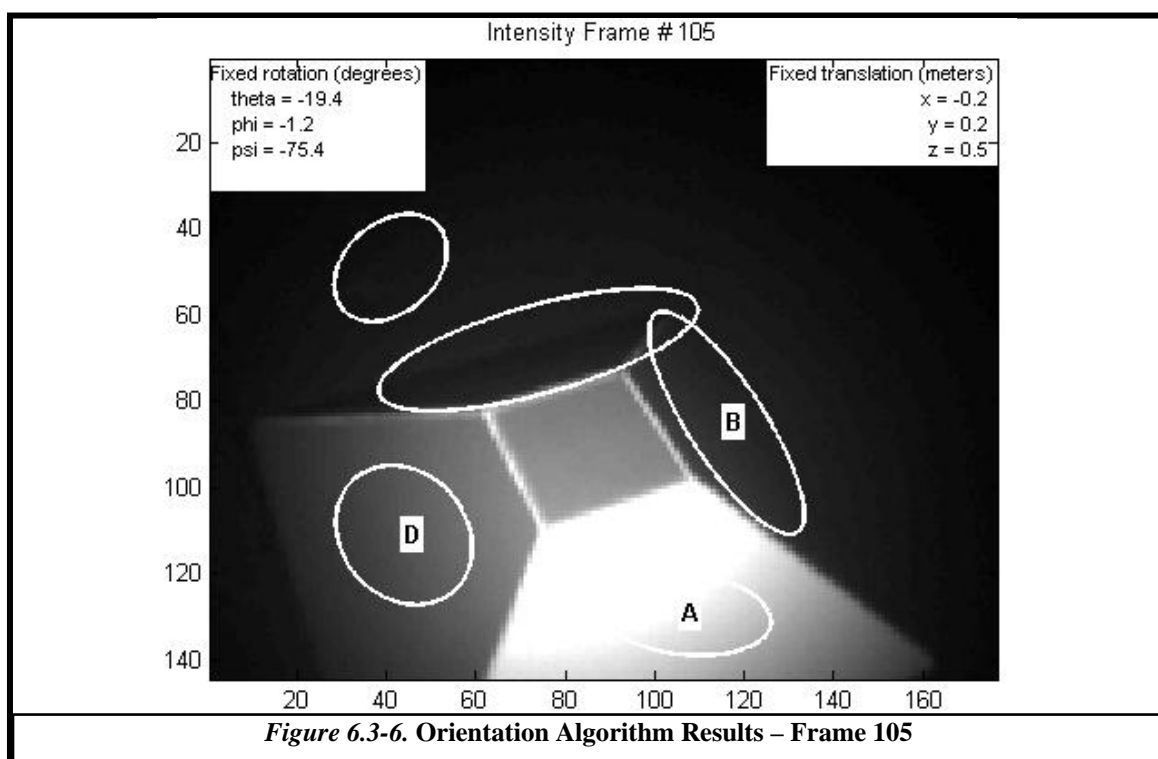 Intensity Frame # 105
Fixed rotation (degrees)
theta = -19.4
phi = -1.2
psi = -75.4
Fixed translation (meters)
x = -0.2
y = 0.2
z = 0.5
20
40
60
80
100
120
140
B
D
A
20 40 60 80 100 120 140 160
Figure 6.3-6. Orientation Algorithm Results – Frame 105